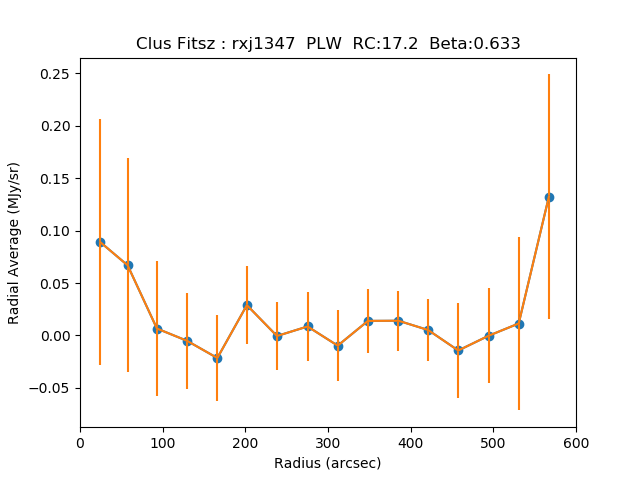 Clus Fitsz : rxj1347  PLW  RC:17.2  Beta:0.633
0.25
0.20
0.15
0.10
0.05
0.00
−0.05
Radial Average (MJy/sr)
0 100 200 300 400 500 600
Radius (arcsec)